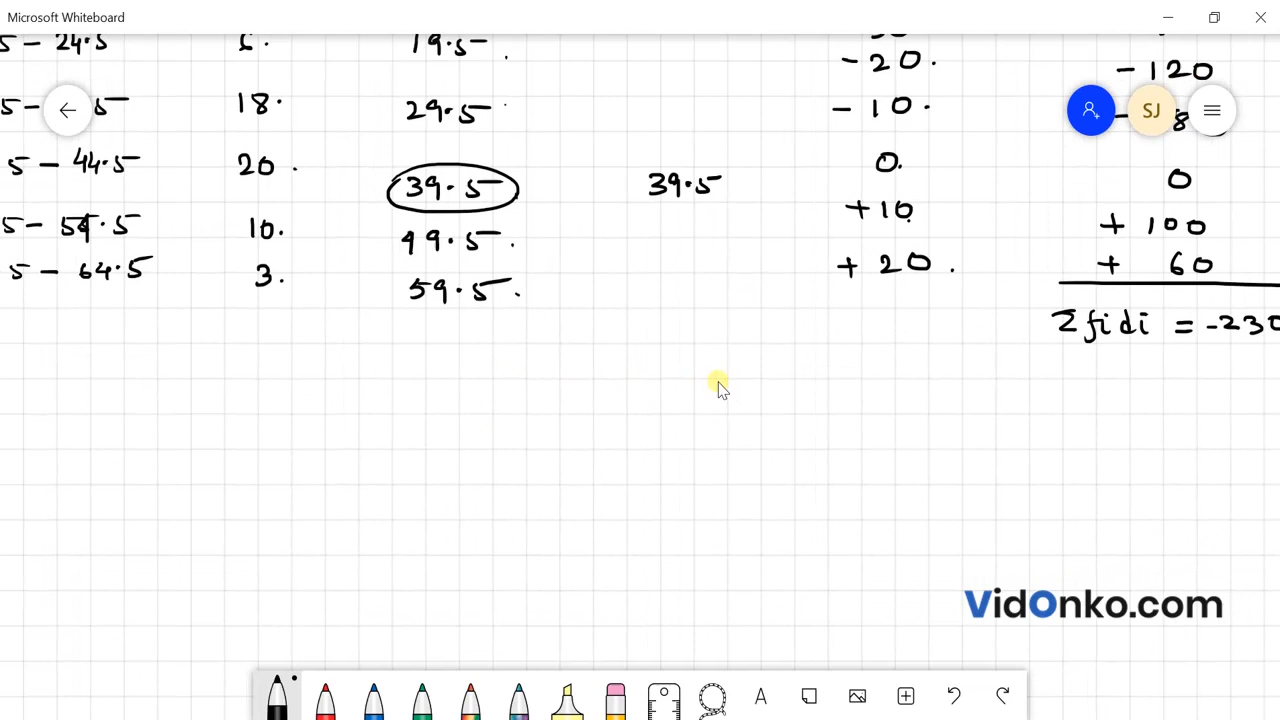 Microsoft Whiteboard
5 - 24.5 19.5 - 20. - 120
5 - 5 18. 29.5 - 10. - 8
SJ
5 - 44.5 20. 39.5 39.5 0. 0
5 - 54.5 10. 49.5. +10 + 100
5 - 64.5 3. 59.5. + 20. + 60
Σfidi = -230
VidOnko.com
A